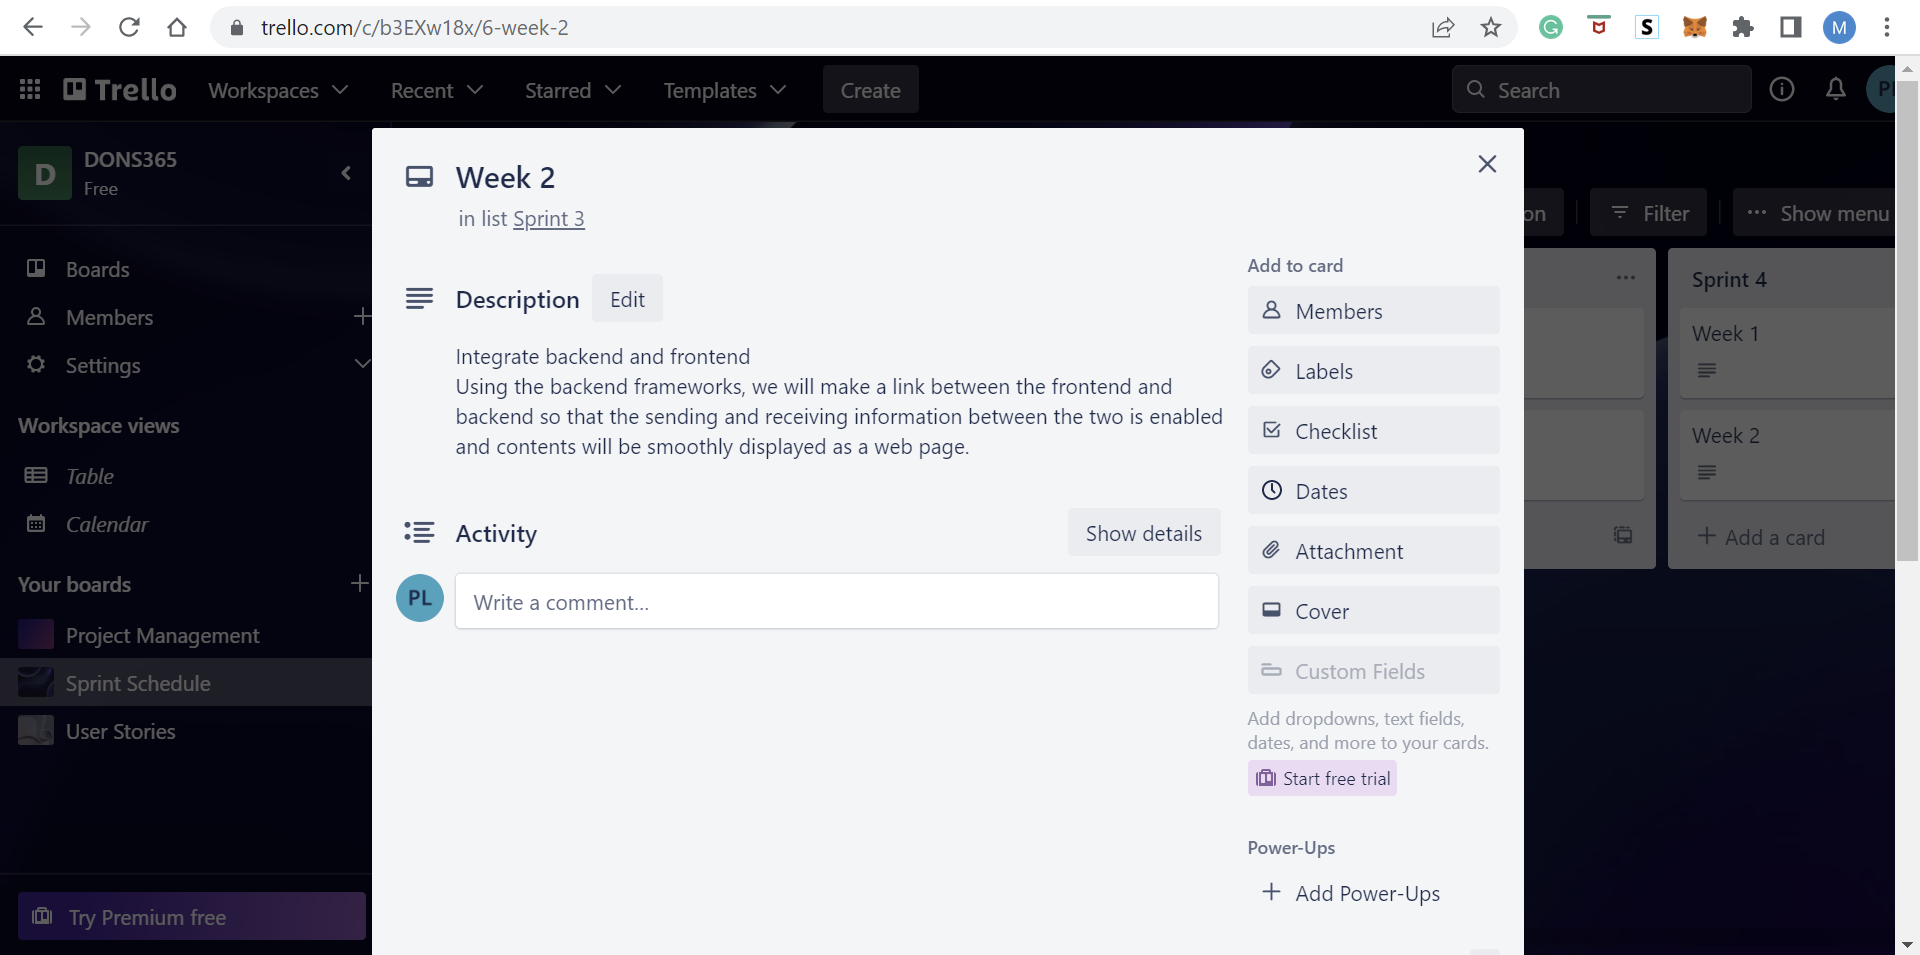 trello.com/c/b3EXw18x/6-week-2
S
M
Trello
Workspaces
Recent
Starred
Templates
Create
Search
D
DONS365
Free
Boards
Members
Settings
Workspace views
Table
Calendar
Your boards
Project Management
Sprint Schedule
User Stories
Try Premium free
Week 2
in list Sprint 3
Description
Edit
Integrate backend and frontend
Using the backend frameworks, we will make a link between the frontend and
backend so that the sending and receiving information between the two is enabled
and contents will be smoothly displayed as a web page.
Activity
Show details
PL
Write a comment...
Add to card
Members
Labels
Checklist
Dates
Attachment
Cover
Custom Fields
Add dropdowns, text fields,
dates, and more to your cards.
Start free trial
Power-Ups
Add Power-Ups
Filter
Show menu
Sprint 4
Week 1
Week 2
Add a card